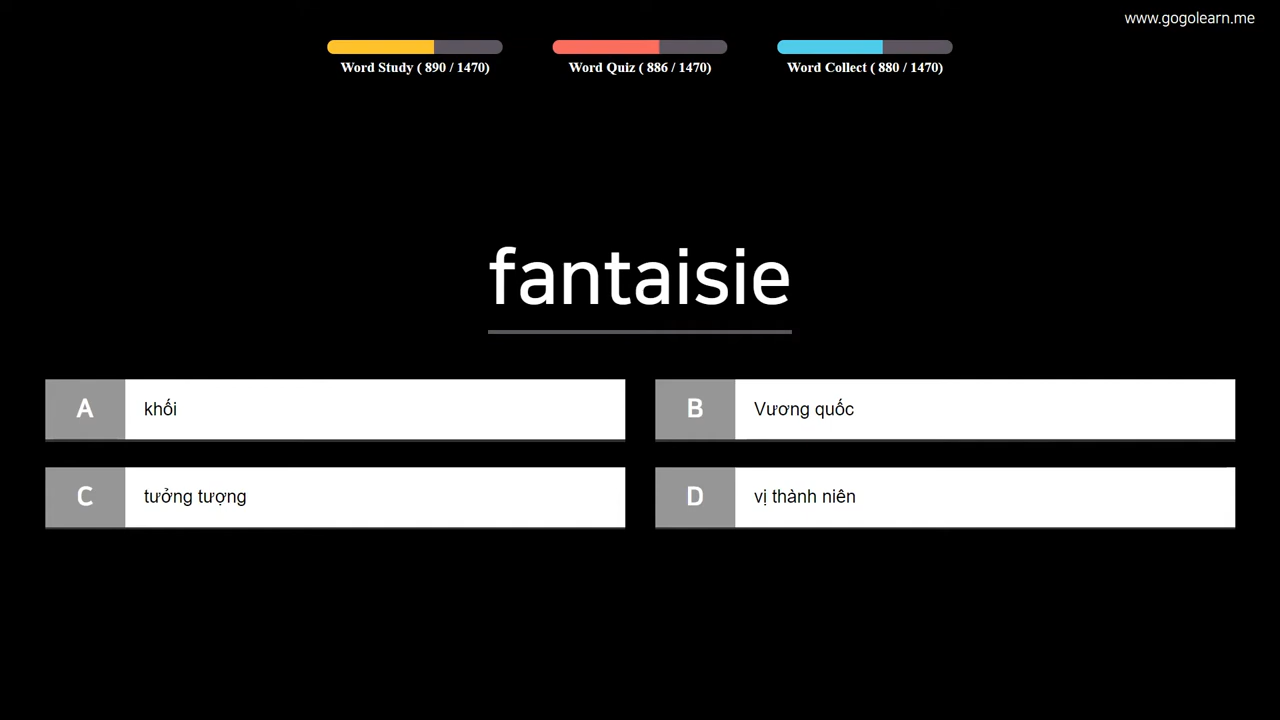 www.gogolearn.me
Word Study ( 890 / 1470)
Word Quiz ( 886 / 1470)
Word Collect ( 880 / 1470)
fantaisie
A khối
B Vương quốc
C tưởng tượng
D vị thành niên